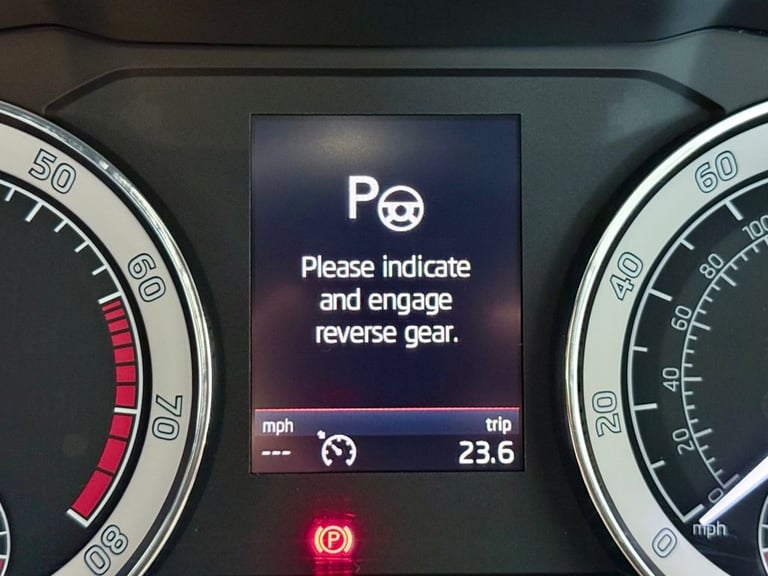 P
Please indicate
and engage
reverse gear.
mph trip
--- 23.6
P
50
60
70
80
60
40
20
0
100
80
60
40
20
0
mph